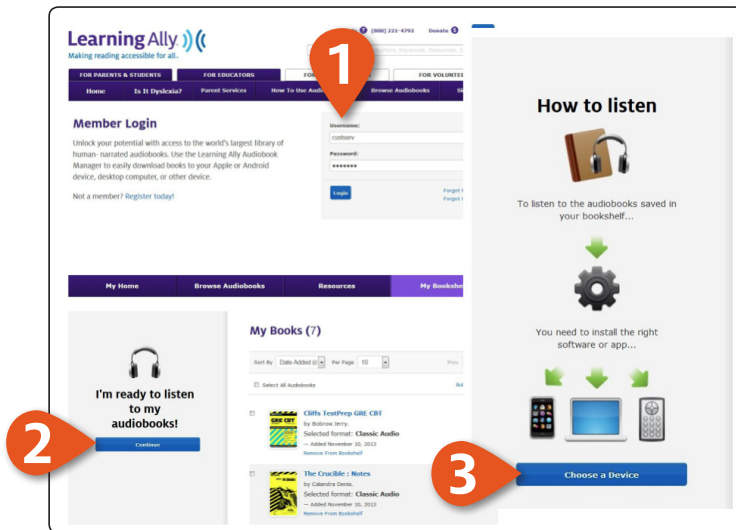 Learning Ally
Making reading accessible for all.
(800) 221-4792 Donate
FOR PARENTS & STUDENTS FOR EDUCATORS FOR VOLUNTEE
Home Is It Dyslexia? Parent Services How To Use Browse Audiobooks
1
Member Login
Unlock your potential with access to the world's largest library of
human- narrated audiobooks. Use the Learning Ally Audiobook
Manager to easily download books to your Apple or Android
device, desktop computer, or other device.
Not a member? Register today!
Username:
custserv
Password:
*******
Login
Forgot
Forgot
My Home Browse Audiobooks Resources My Bookshe
I'm ready to listen
to my
audiobooks!
Continue
2
My Books (7)
Sort By Date Added Per Page 10 Prev
Select All Audiobooks
Cliffs TestPrep GRE CBT
by Bobrow Jerry.
Selected format: Classic Audio
— Added November 10, 2013
Remove From Bookshelf
GRE CBT
The Crucible : Notes
by Calandra Denis.
Selected format: Classic Audio
— Added November 10, 2013
Remove From Bookshelf
How to listen
To listen to the audiobooks saved in
your bookshelf...
You need to install the right
software or app...
3
Choose a Device